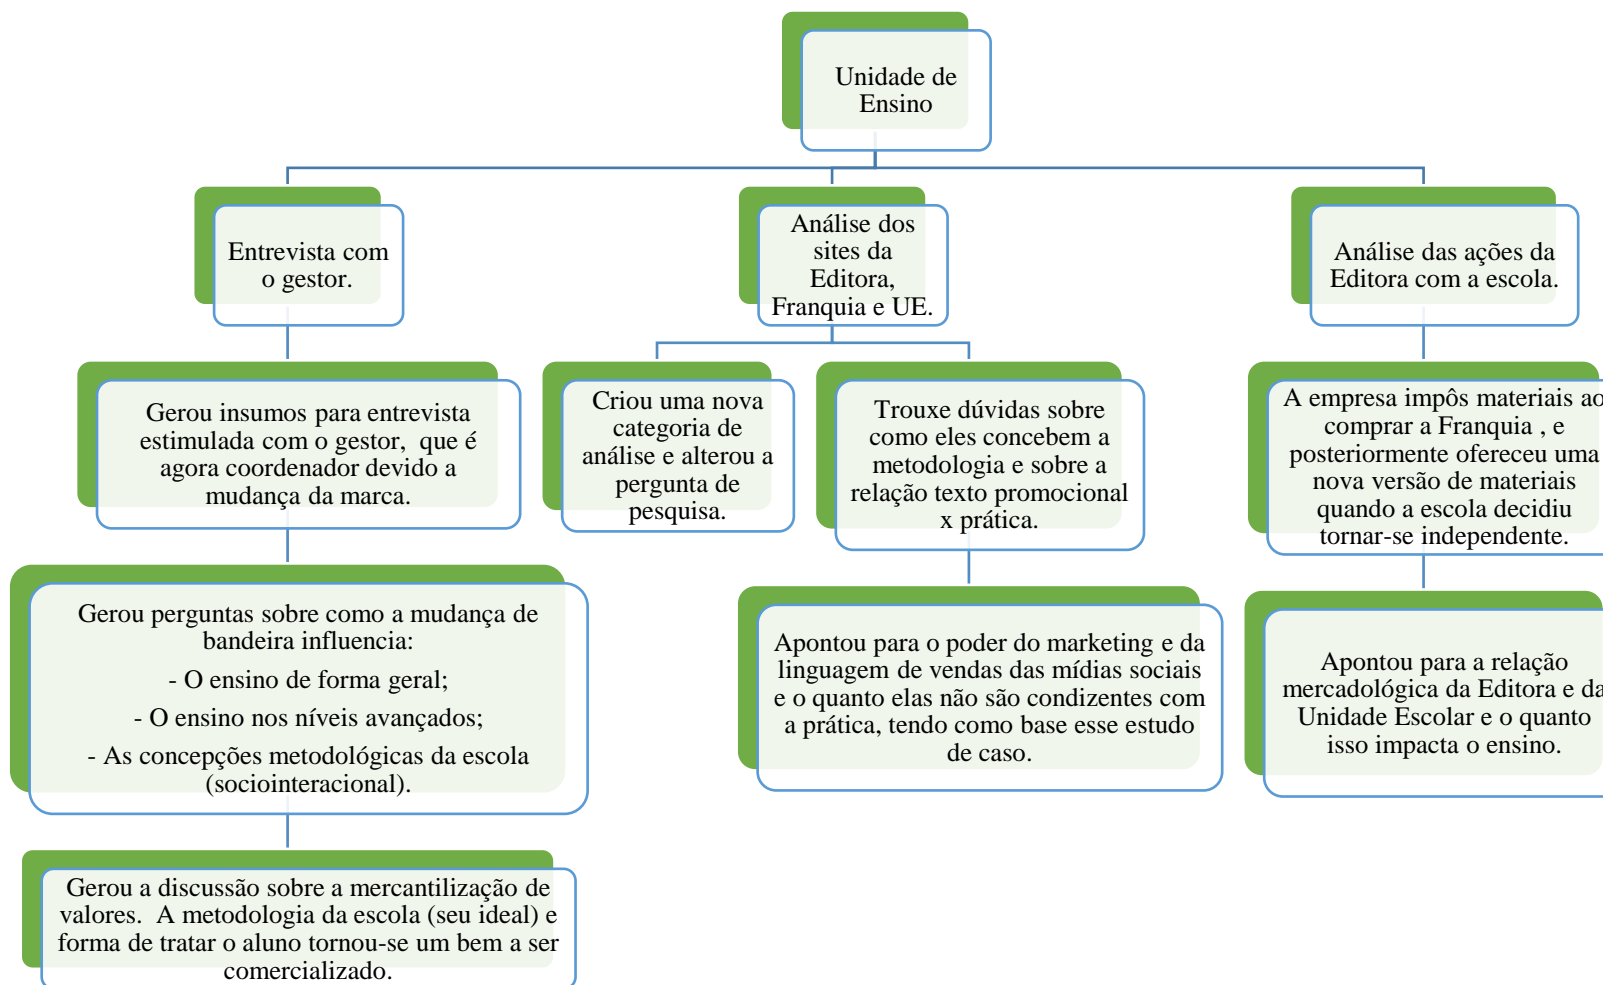 Unidade de
Ensino
Entrevista com
o gestor.
Análise dos
sites da
Editora,
Franquia e UE.
Análise das ações da
Editora com a escola.
Gerou insumos para entrevista
estimulada com o gestor,  que é
agora coordenador devido a
mudança da marca.
Criou uma nova
categoria de
análise e alterou a
pergunta de
pesquisa.
Trouxe dúvidas sobre
como eles concebem a
metodologia e sobre a
relação texto promocional
x prática.
A empresa impôs materiais ao
comprar a Franquia , e
posteriormente ofereceu uma
nova versão de materiais
quando a escola decidiu
tornar-se independente.
Gerou perguntas sobre como a mudança de
bandeira influencia:
- O ensino de forma geral;
- O ensino nos níveis avançados;
- As concepções metodológicas da escola
(sociointeracional).
Apontou para o poder do marketing e da
linguagem de vendas das mídias sociais
e o quanto elas não são condizentes com
a prática, tendo como base esse estudo
de caso.
Apontou para a relação
mercadológica da Editora e da
Unidade Escolar e o quanto
isso impacta o ensino.
Gerou a discussão sobre a mercantilização de
valores.  A metodologia da escola (seu ideal) e
forma de tratar o aluno tornou-se um bem a ser
comercializado.